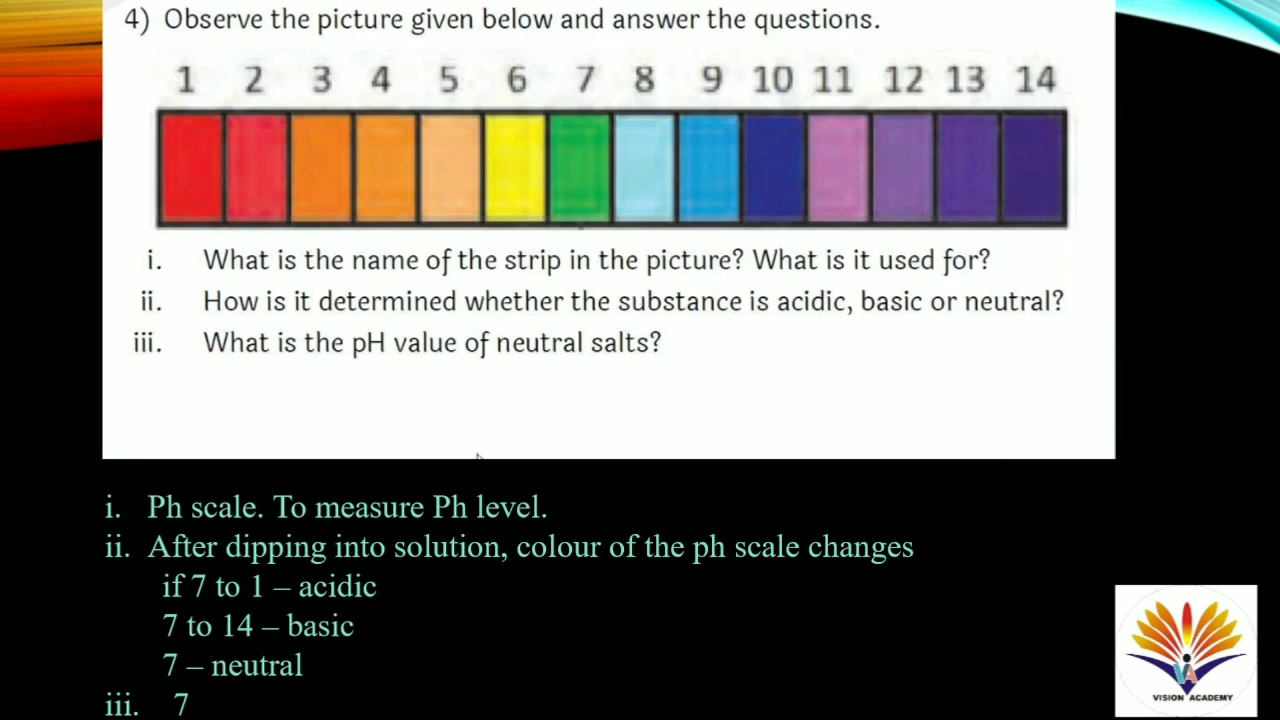 4) Observe the picture given below and answer the questions.
1 2 3 4 5 6 7 8 9 10 11 12 13 14
i. What is the name of the strip in the picture? What is it used for?
ii. How is it determined whether the substance is acidic, basic or neutral?
iii. What is the pH value of neutral salts?
i. Ph scale. To measure Ph level.
ii. After dipping into solution, colour of the ph scale changes
if 7 to 1 – acidic
7 to 14 – basic
7 – neutral
iii. 7
VA
VISION ACADEMY